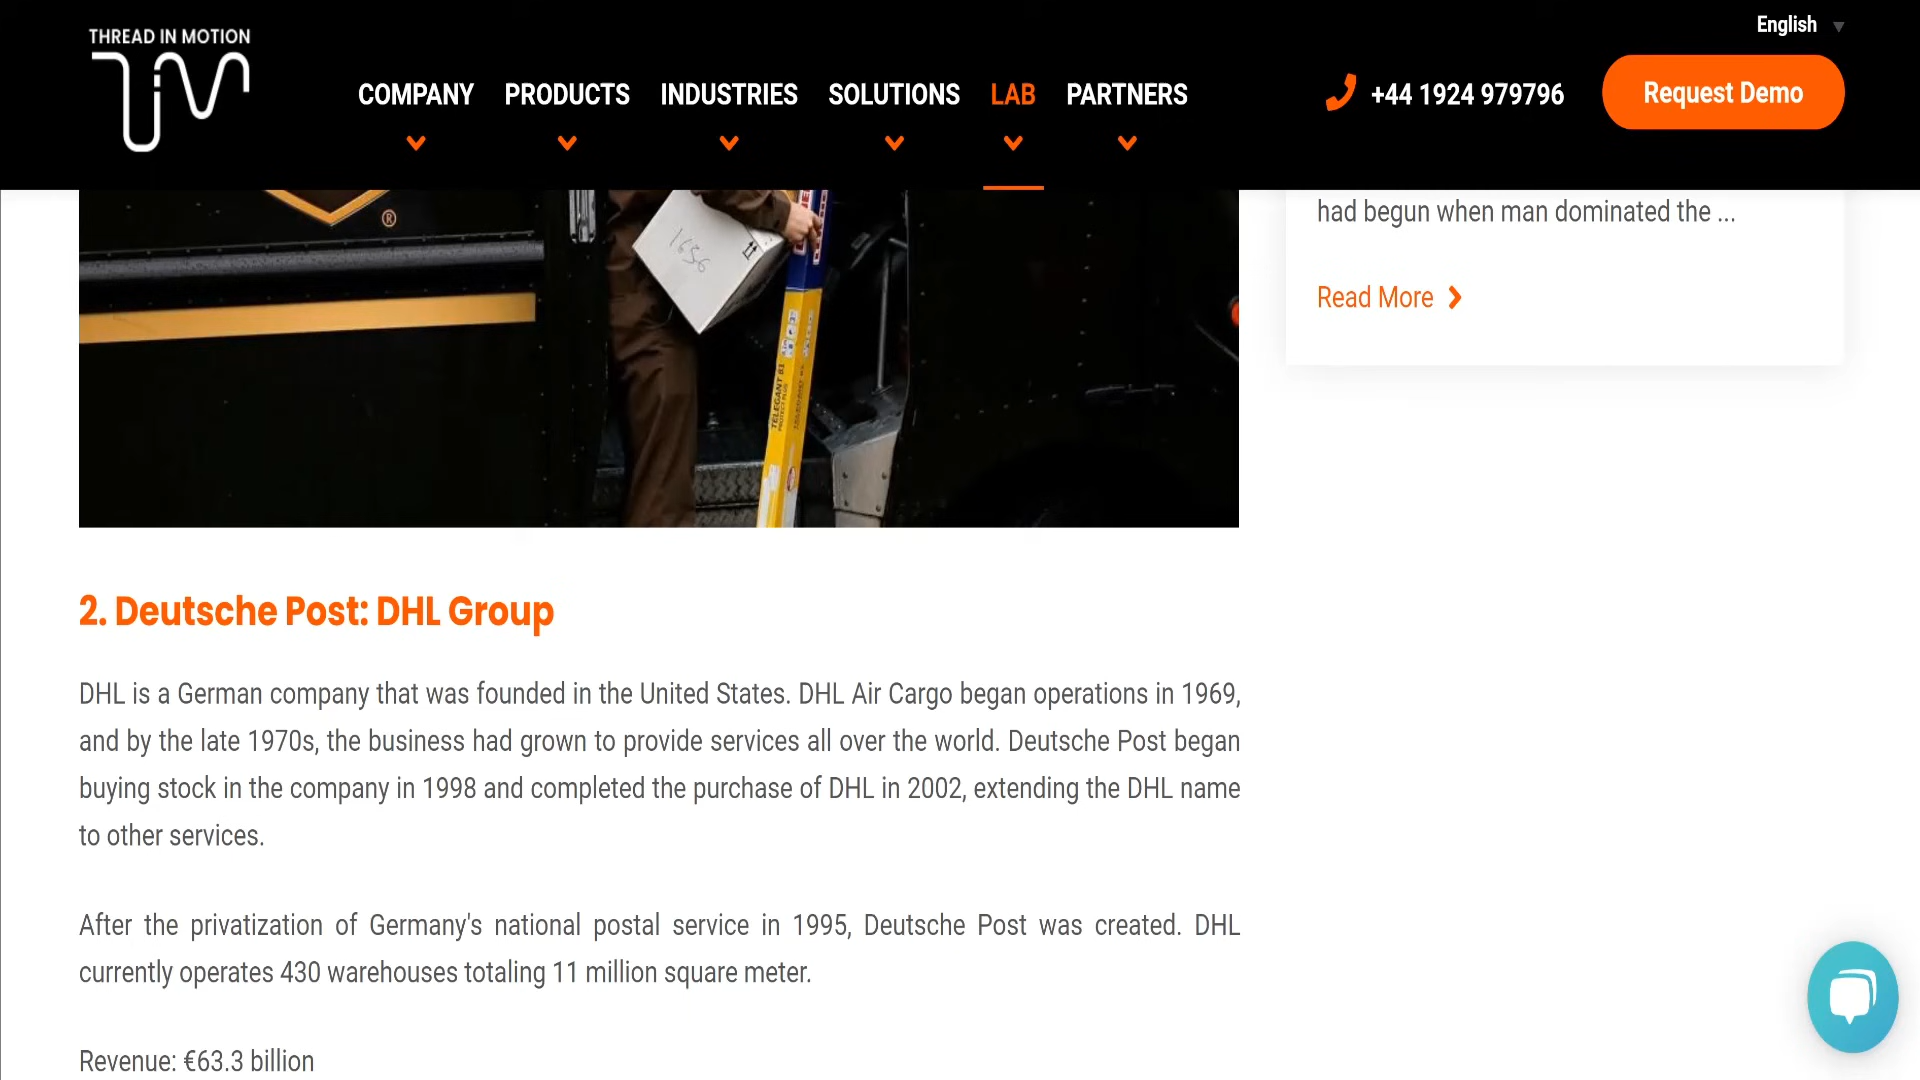 English
THREAD IN MOTION
COMPANY PRODUCTS INDUSTRIES SOLUTIONS LAB PARTNERS
+44 1924 979796
Request Demo
®
1656
TELEGANT 81
had begun when man dominated the ...
Read More
2. Deutsche Post: DHL Group
DHL is a German company that was founded in the United States. DHL Air Cargo began operations in 1969,
and by the late 1970s, the business had grown to provide services all over the world. Deutsche Post began
buying stock in the company in 1998 and completed the purchase of DHL in 2002, extending the DHL name
to other services.
After the privatization of Germany's national postal service in 1995, Deutsche Post was created. DHL
currently operates 430 warehouses totaling 11 million square meter.
Revenue: €63.3 billion